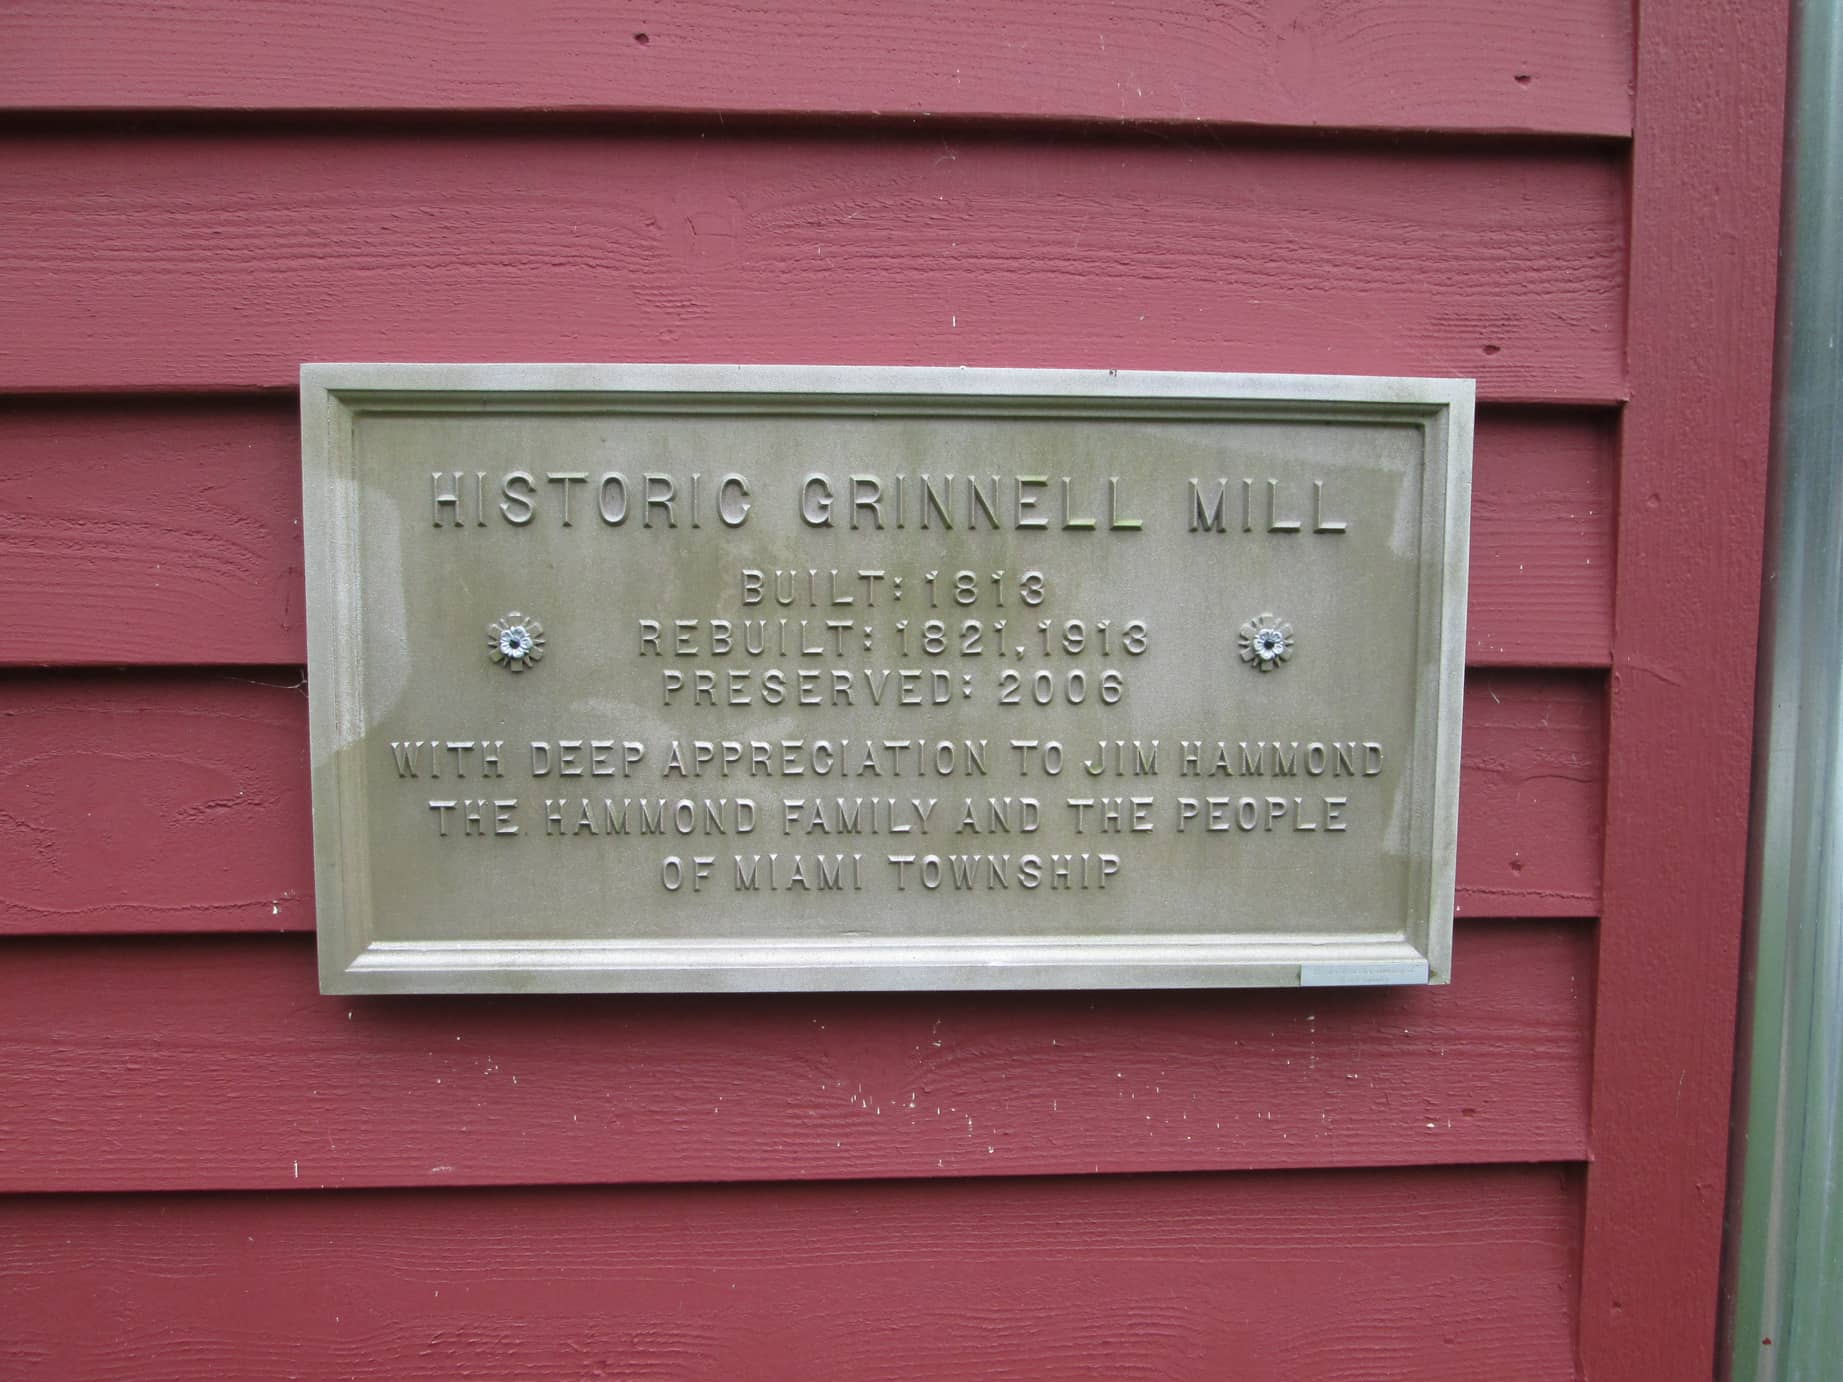 HISTORIC GRINNELL MILL
BUILT: 1813
REBUILT: 1821, 1913
PRESERVED: 2006
WITH DEEP APPRECIATION TO JIM HAMMOND
THE HAMMOND FAMILY AND THE PEOPLE
OF MIAMI TOWNSHIP